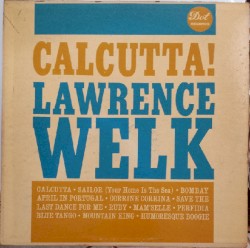 Dot
CALCUTTA!
LAWRENCE
WELK
CALCUTTA • SAILOR (Your Home Is The Sea) • BOMBAY
APRIL IN PORTUGAL • CORRINE CORRINA • SAVE THE
LAST DANCE FOR ME • RUBY • MAM'SELLE • PERFIDIA
BLUE TANGO • MOUNTAIN KING • HUMORESQUE BOOGIE